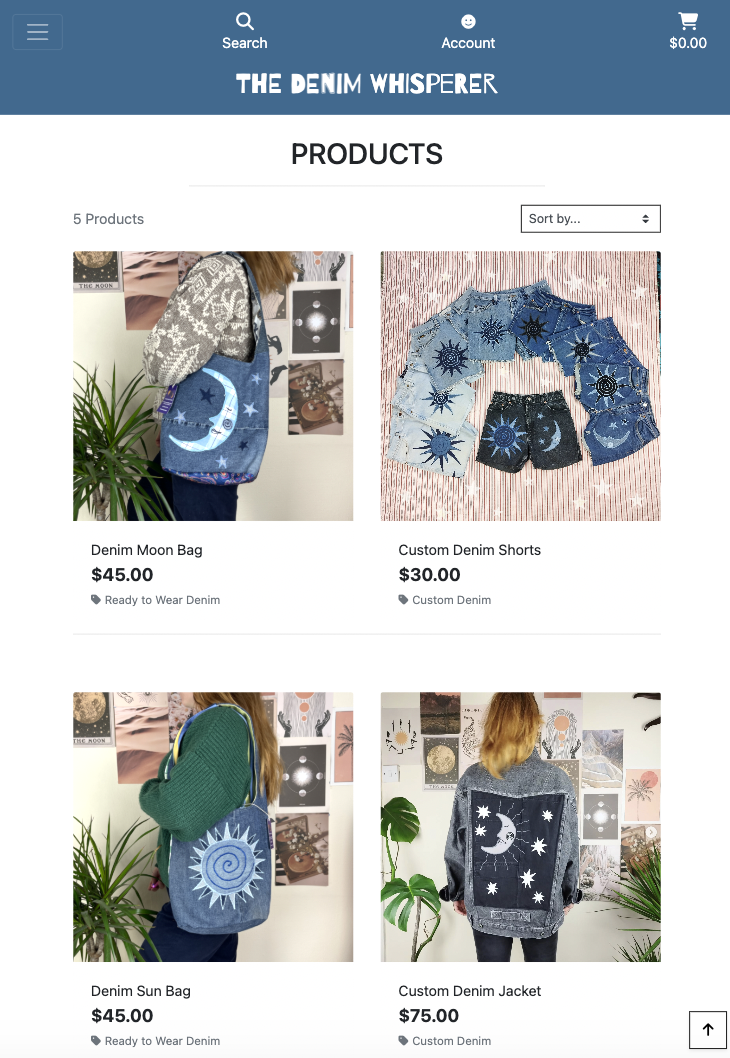 Search
Account
$0.00
THE DENIM WHISPERER
PRODUCTS
5 Products
Sort by...
THE MOON
Denim Moon Bag
$45.00
Ready to Wear Denim
Custom Denim Shorts
$30.00
Custom Denim
THE MOON
Denim Sun Bag
$45.00
Ready to Wear Denim
THE MOON
Custom Denim Jacket
$75.00
Custom Denim